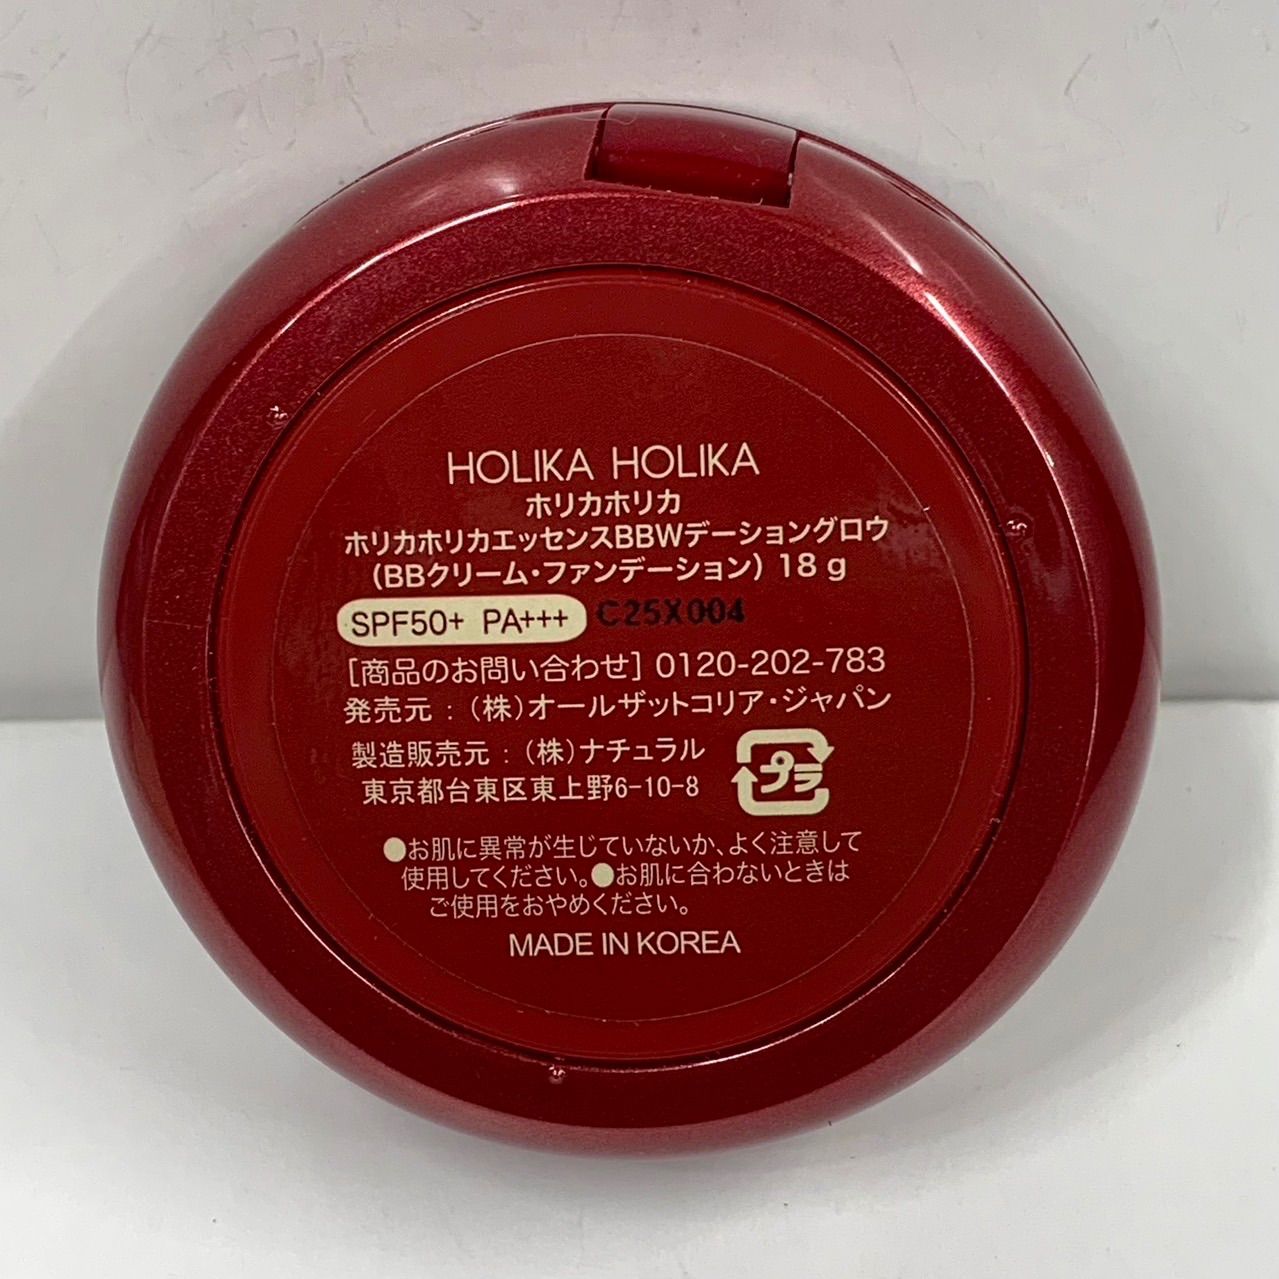 HOLIKA HOLIKA
ホリカホリカ
ホリカホリカエッセンスBBWデーショングロウ
（BBクリーム・ファンデーション）18 g
SPF50+ PA+++ C25X004
［商品のお問い合わせ］0120-202-783
発売元：（株）オールザットコリア・ジャパン
製造販売元：（株）ナチュラル
東京都台東区東上野6-10-8
プラ
●お肌に異常が生じていないか、よく注意して
使用してください。●お肌に合わないときは
ご使用をおやめください。
MADE IN KOREA